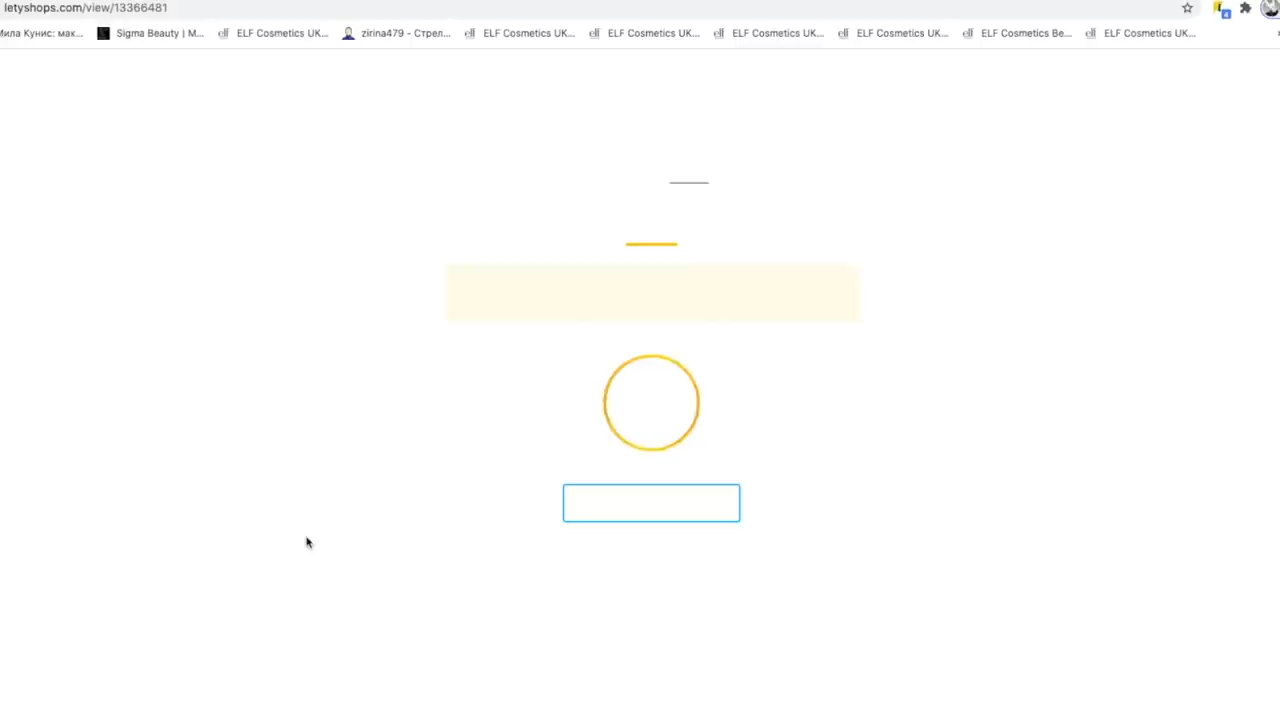 letyshops.com/view/13366481
Мила Кунис: мак... Sigma Beauty | M... ELF Cosmetics UK... zirina479 - Стрел... ELF Cosmetics UK... ELF Cosmetics UK... ELF Cosmetics UK... ELF Cosmetics UK... ELF Cosmetics Be... ELF Cosmetics UK...